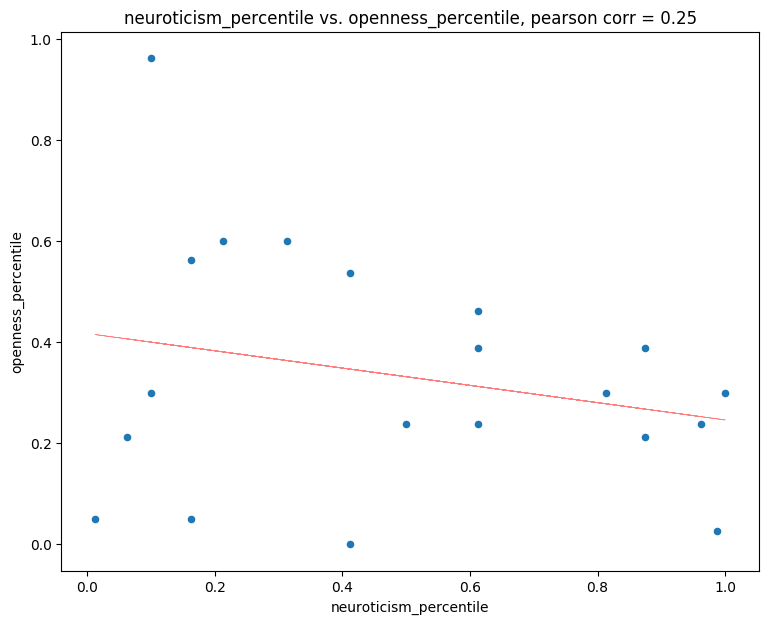 neuroticism_percentile vs. openness_percentile, pearson corr = 0.25
1.0
0.8
0.6
0.4
0.2
0.0
openness_percentile
0.0 0.2 0.4 0.6 0.8 1.0
neuroticism_percentile